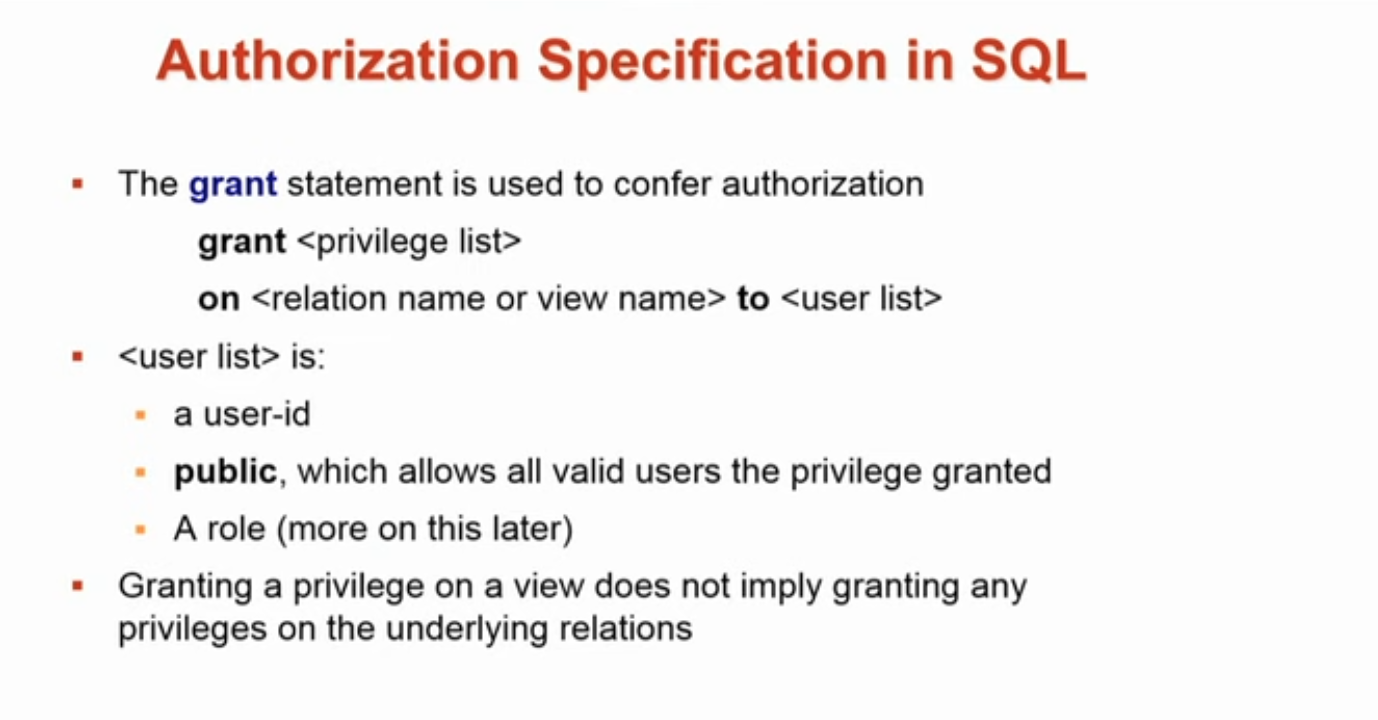 Authorization Specification in SQL
The grant statement is used to confer authorization
grant <privilege list>
on <relation name or view name> to <user list>
<user list> is:
a user-id
public, which allows all valid users the privilege granted
A role (more on this later)
Granting a privilege on a view does not imply granting any
privileges on the underlying relations